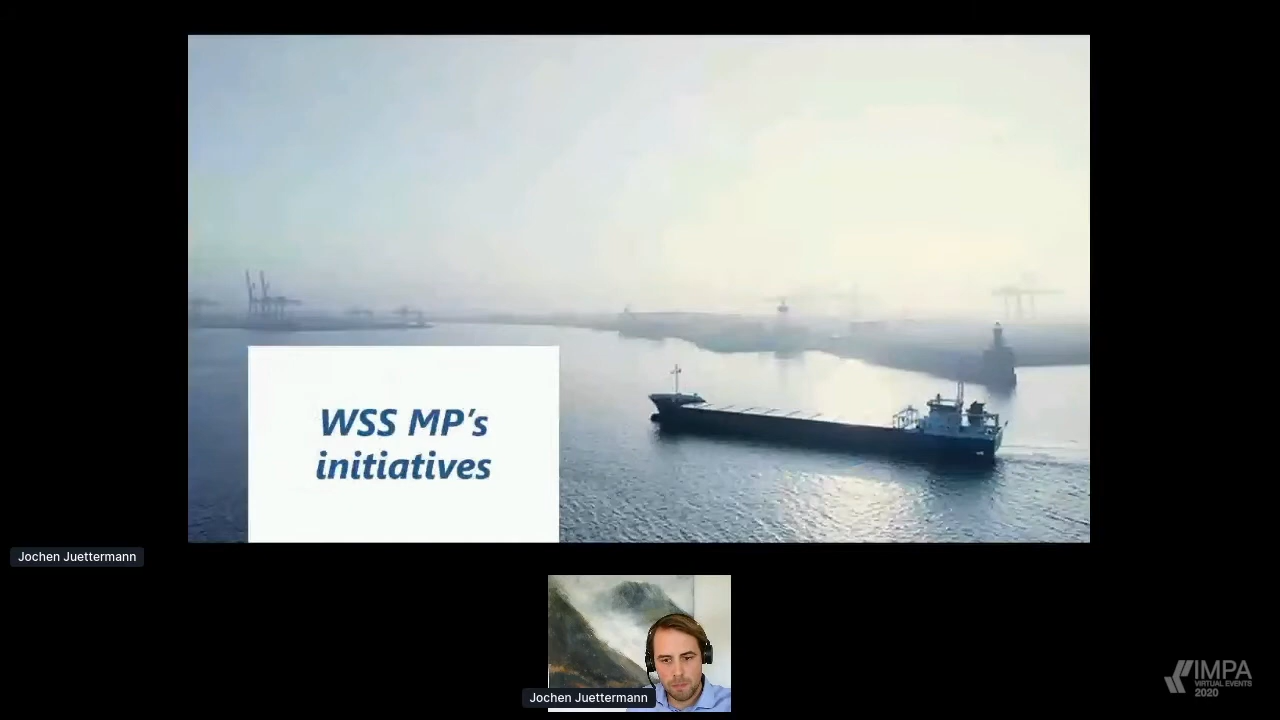 WSS MP's
initiatives
Jochen Juettermann
Jochen Juettermann
IMPA
VIRTUAL EVENTS
2020